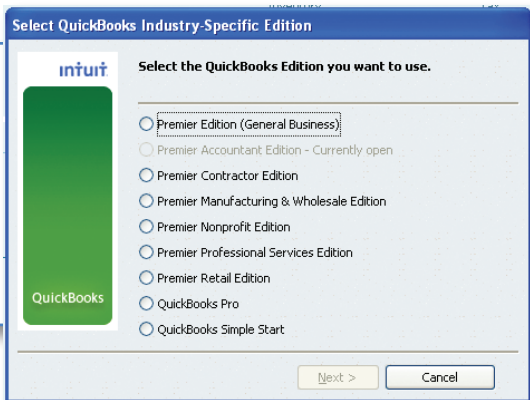 Select QuickBooks Industry-Specific Edition
intuit
Select the QuickBooks Edition you want to use.
Premier Edition (General Business)
Premier Accountant Edition - Currently open
Premier Contractor Edition
Premier Manufacturing & Wholesale Edition
Premier Nonprofit Edition
Premier Professional Services Edition
Premier Retail Edition
QuickBooks Pro
QuickBooks Simple Start
QuickBooks
Next >
Cancel